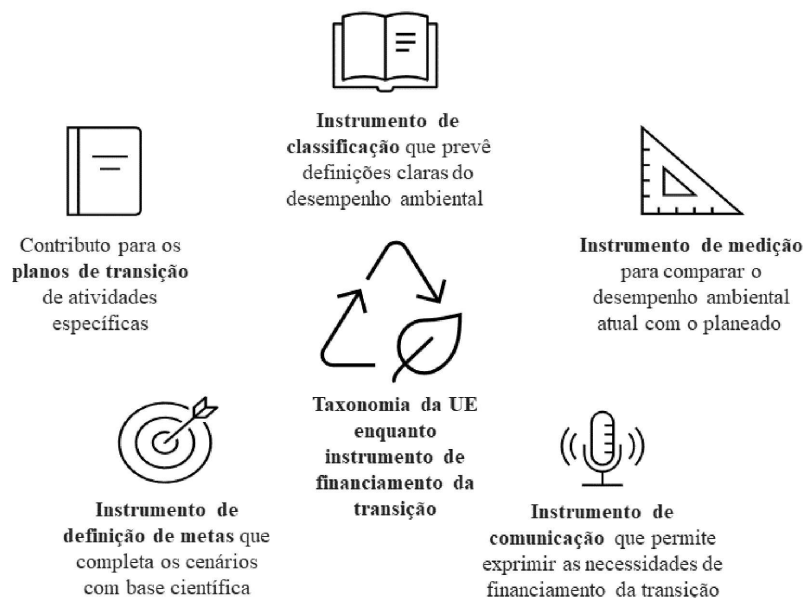 Instrumento de
classificação que prevê
definições claras do
desempenho ambiental
Contributo para os
planos de transição
de atividades
específicas
Instrumento de medição
para comparar o
desempenho ambiental
atual com o planeado
Taxonomia da UE
enquanto
instrumento de
financiamento da
transição
Instrumento de
definição de metas que
completa os cenários
com base científica
Instrumento de
comunicação que permite
exprimir as necessidades de
financiamento da transição